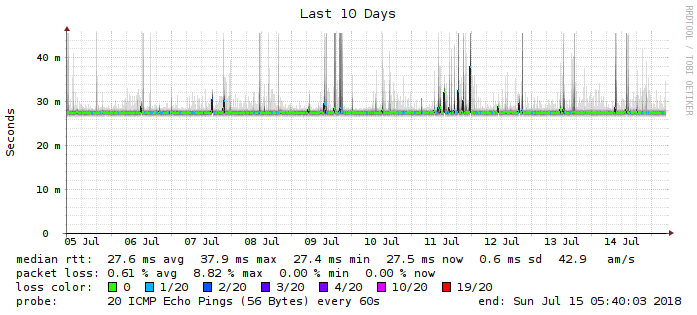 Last 10 Days
RRDTOOL / TOBI OETIKER
Seconds
40 m
30 m
20 m
10 m
0
05 Jul 06 Jul 07 Jul 08 Jul 09 Jul 10 Jul 11 Jul 12 Jul 13 Jul 14 Jul
median rtt: 27.6 ms avg 37.9 ms max 27.4 ms min 27.5 ms now 0.6 ms sd 42.9 am/s
packet loss: 0.61 % avg 8.82 % max 0.00 % min 0.00 % now
loss color: 0 1/20 2/20 3/20 4/20 10/20 19/20
probe: 20 ICMP Echo Pings (56 Bytes) every 60s end: Sun Jul 15 05:40:03 2018